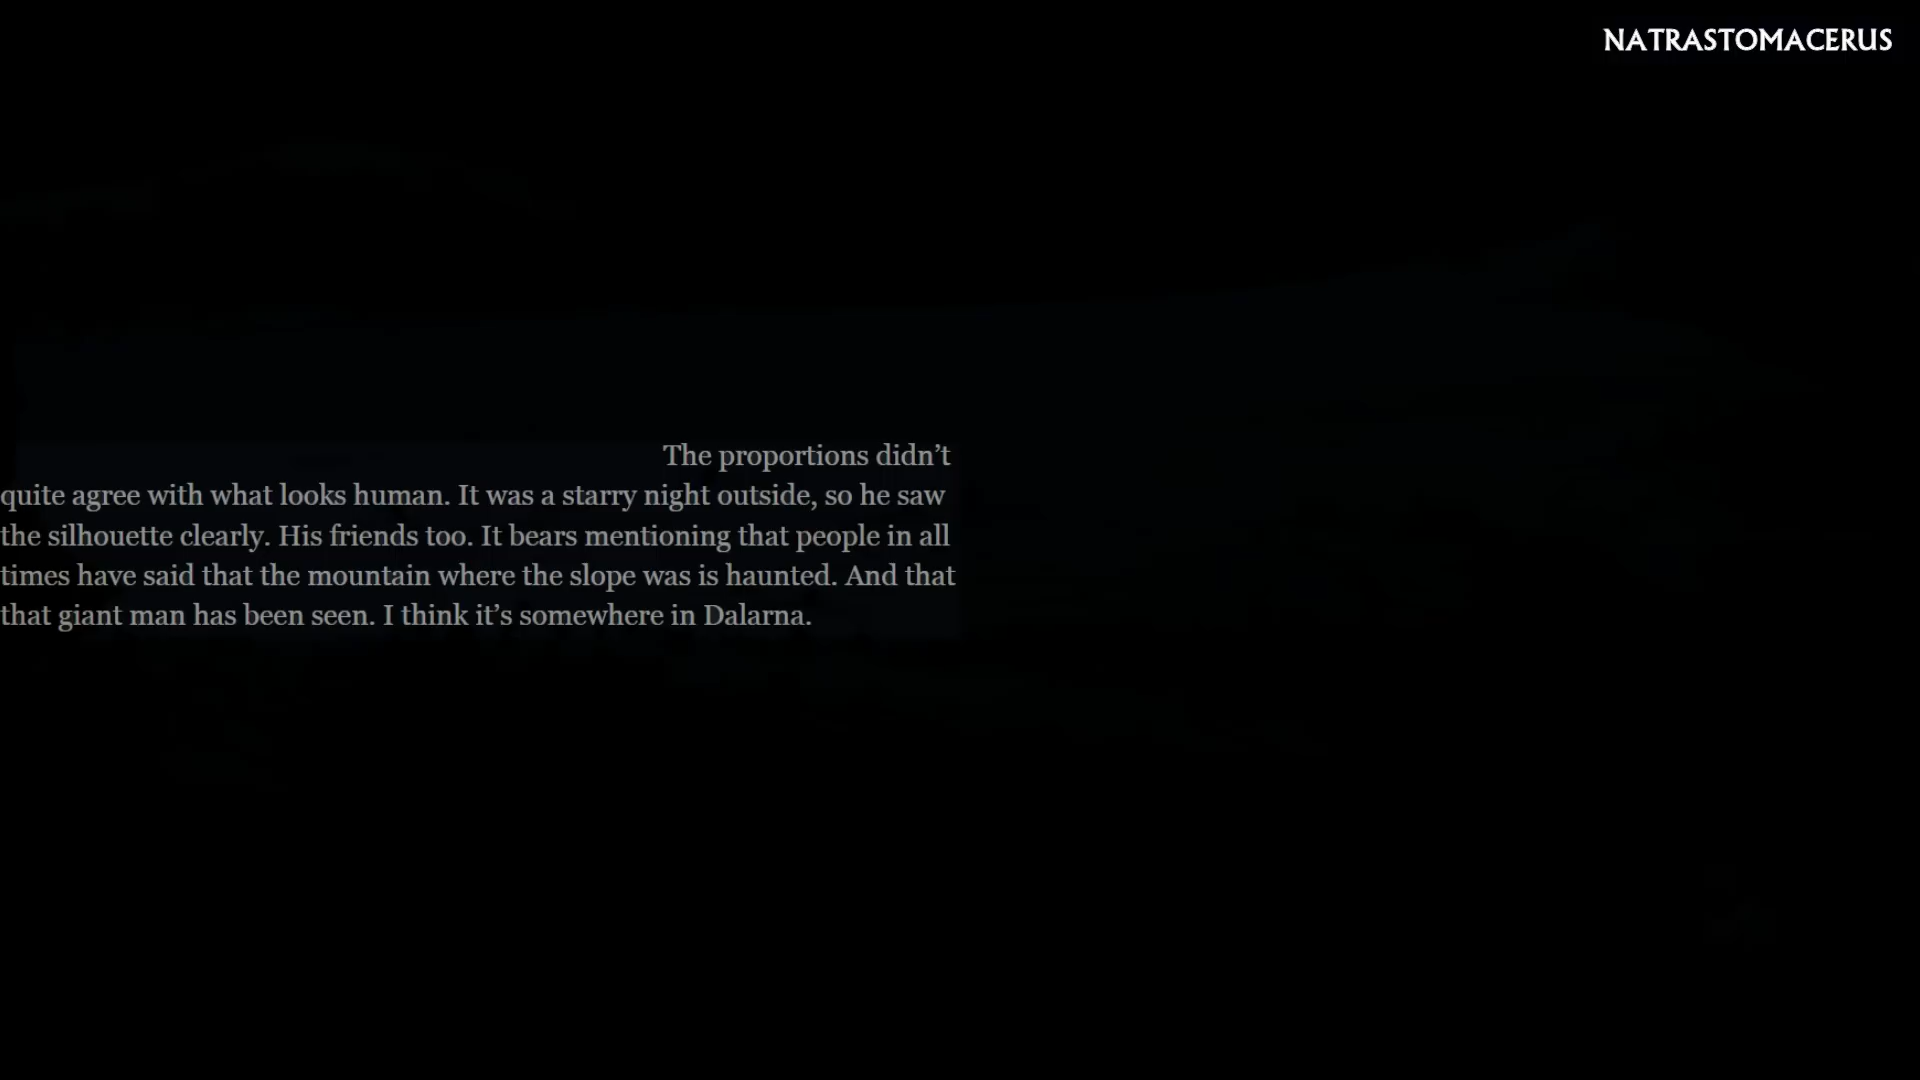 NATRASTOMACERUS
The proportions didn’t
quite agree with what looks human. It was a starry night outside, so he saw
the silhouette clearly. His friends too. It bears mentioning that people in all
times have said that the mountain where the slope was is haunted. And that
that giant man has been seen. I think it’s somewhere in Dalarna.